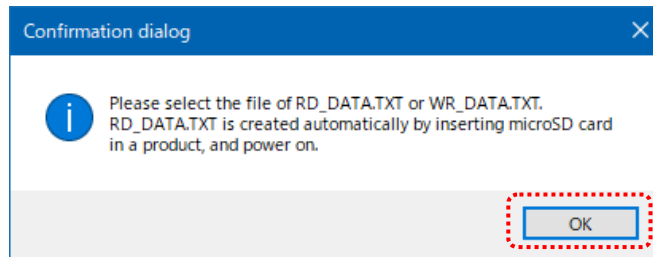 Confirmation dialog
Please select the file of RD_DATA.TXT or WR_DATA.TXT.
RD_DATA.TXT is created automatically by inserting microSD card
in a product, and power on.
OK